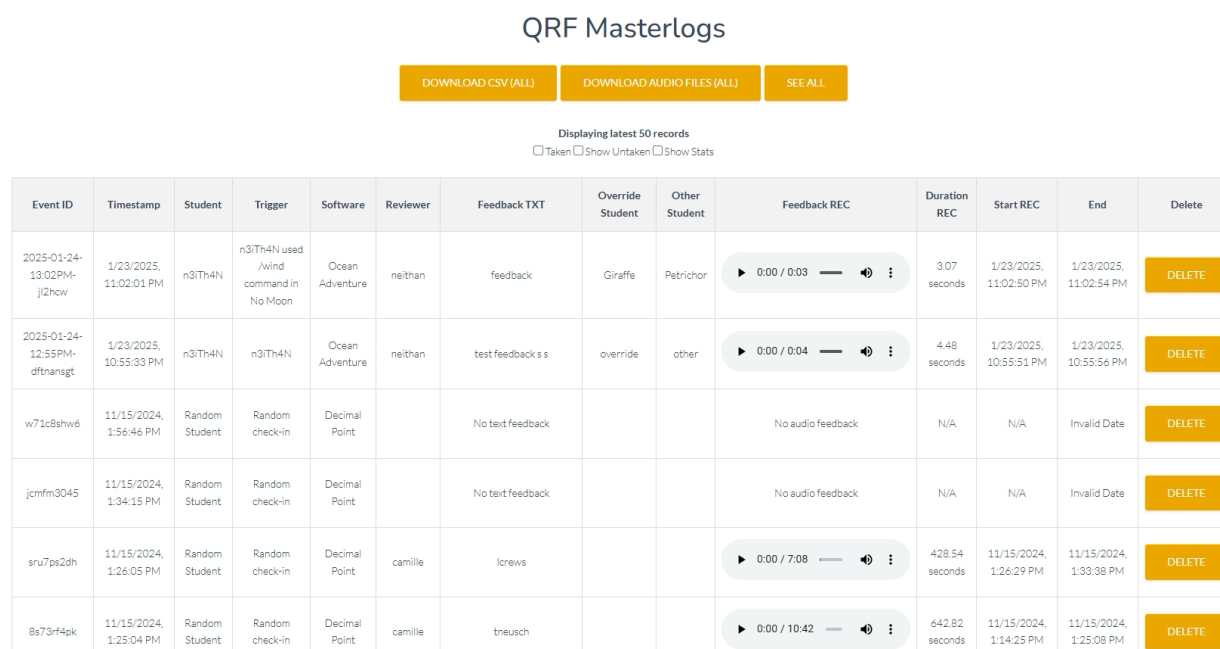 QRF Masterlogs
DOWNLOAD CSV (ALL) DOWNLOAD AUDIO FILES (ALL) SEE ALL
Displaying latest 50 records
Taken Show Untaken Show Stats
Event ID Timestamp Student Trigger Software Reviewer Feedback TXT Override Student Other Student Feedback REC Duration REC Start REC End Delete
2025-01-24-13:02PM-jl2hcw 1/23/2025, 11:02:01 PM n3iTh4N n3iTh4N used /wind command in No Moon Ocean Adventure neithan feedback Giraffe Petrichor 0:00 / 0:03 3.07 seconds 1/23/2025, 11:02:50 PM 1/23/2025, 11:02:54 PM DELETE
2025-01-24-12:55PM-dftnansgt 1/23/2025, 10:55:33 PM n3iTh4N n3iTh4N Ocean Adventure neithan test feedback s s override other 0:00 / 0:04 4.48 seconds 1/23/2025, 10:55:51 PM 1/23/2025, 10:55:56 PM DELETE
w71c8shw6 11/15/2024, 1:56:46 PM Random Student Random check-in Decimal Point No text feedback No audio feedback N/A N/A Invalid Date DELETE
jcmfm3045 11/15/2024, 1:34:15 PM Random Student Random check-in Decimal Point No text feedback No audio feedback N/A N/A Invalid Date DELETE
sru7ps2dh 11/15/2024, 1:26:05 PM Random Student Random check-in Decimal Point camille lcrews 0:00 / 7:08 428.54 seconds 11/15/2024, 1:26:29 PM 11/15/2024, 1:33:38 PM DELETE
8s73rf4pk 11/15/2024, 1:25:04 PM Random Student Random check-in Decimal Point camille tneusch 0:00 / 10:42 642.82 seconds 11/15/2024, 1:14:25 PM 11/15/2024, 1:25:08 PM DELETE